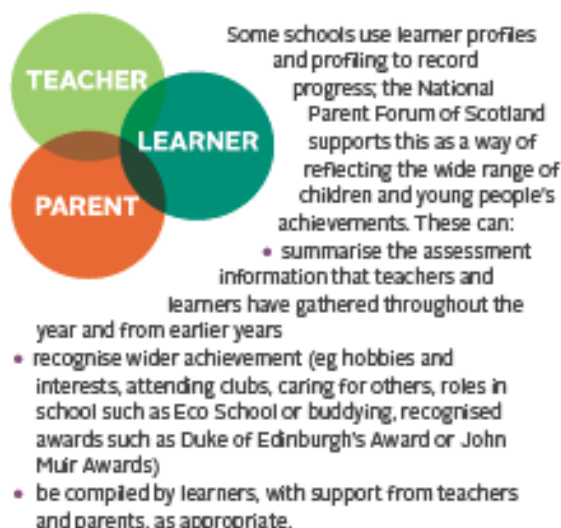 TEACHER
LEARNER
PARENT
Some schools use learner profiles
and profiling to record
progress; the National
Parent Forum of Scotland
supports this as a way of
reflecting the wide range of
children and young people's
achievements. These can:
• summarise the assessment
information that teachers and
learners have gathered throughout the
year and from earlier years
• recognise wider achievement (eg hobbies and
interests, attending clubs, caring for others, roles in
school such as Eco School or buddying, recognised
awards such as Duke of Edinburgh's Award or John
Muir Awards)
• be compiled by learners, with support from teachers
and parents, as appropriate.